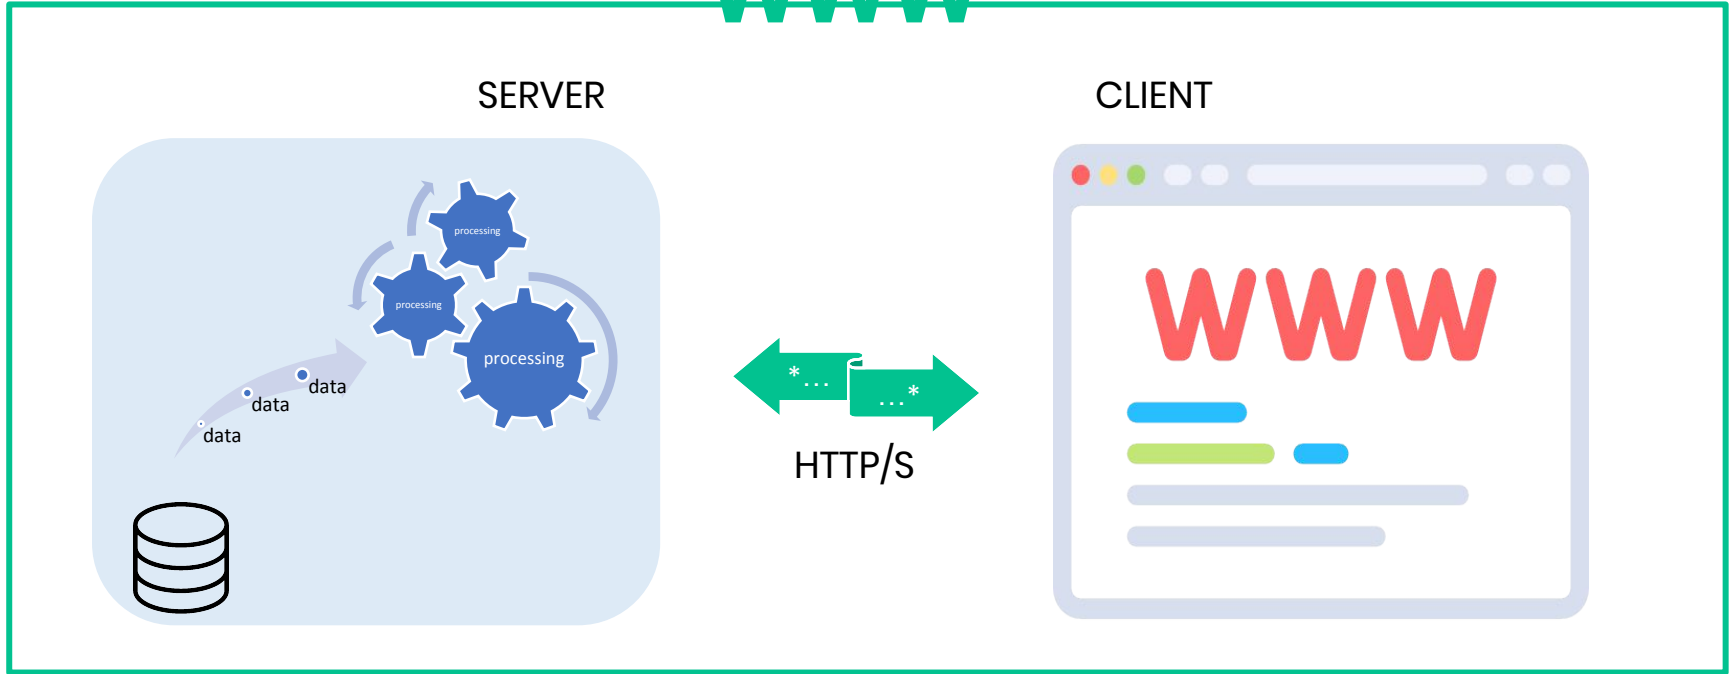 SERVER
CLIENT
processing
processing
processing
data
data
data
*...
...*
HTTP/S
WWW